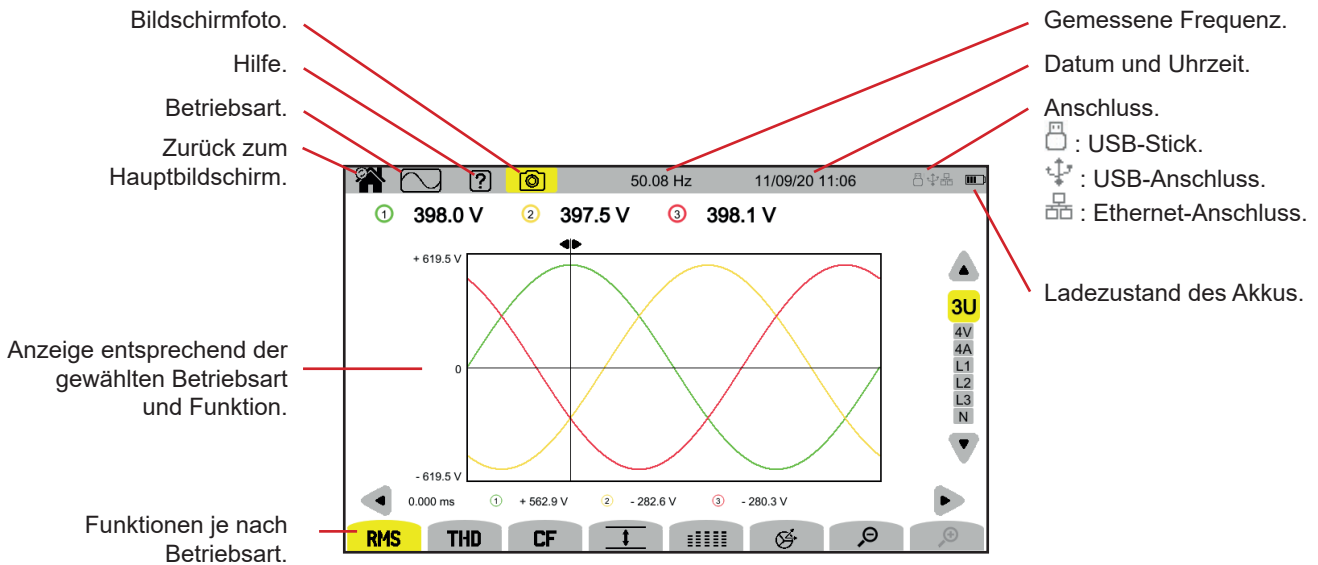 Bildschirmfoto.
Hilfe.
Betriebsart.
Zurück zum
Hauptbildschirm.
Anzeige entsprechend der
gewählten Betriebsart
und Funktion.
Funktionen je nach
Betriebsart.
?
50.08 Hz
11/09/20 11:06
1 398.0 V 2 397.5 V 3 398.1 V
+ 619.5 V
0
- 619.5 V
0.000 ms 1 + 562.9 V 2 - 282.6 V 3 - 280.3 V
3U
4V
4A
L1
L2
L3
N
RMS THD CF
Gemessene Frequenz.
Datum und Uhrzeit.
Anschluss.
: USB-Stick.
: USB-Anschluss.
: Ethernet-Anschluss.
Ladezustand des Akkus.